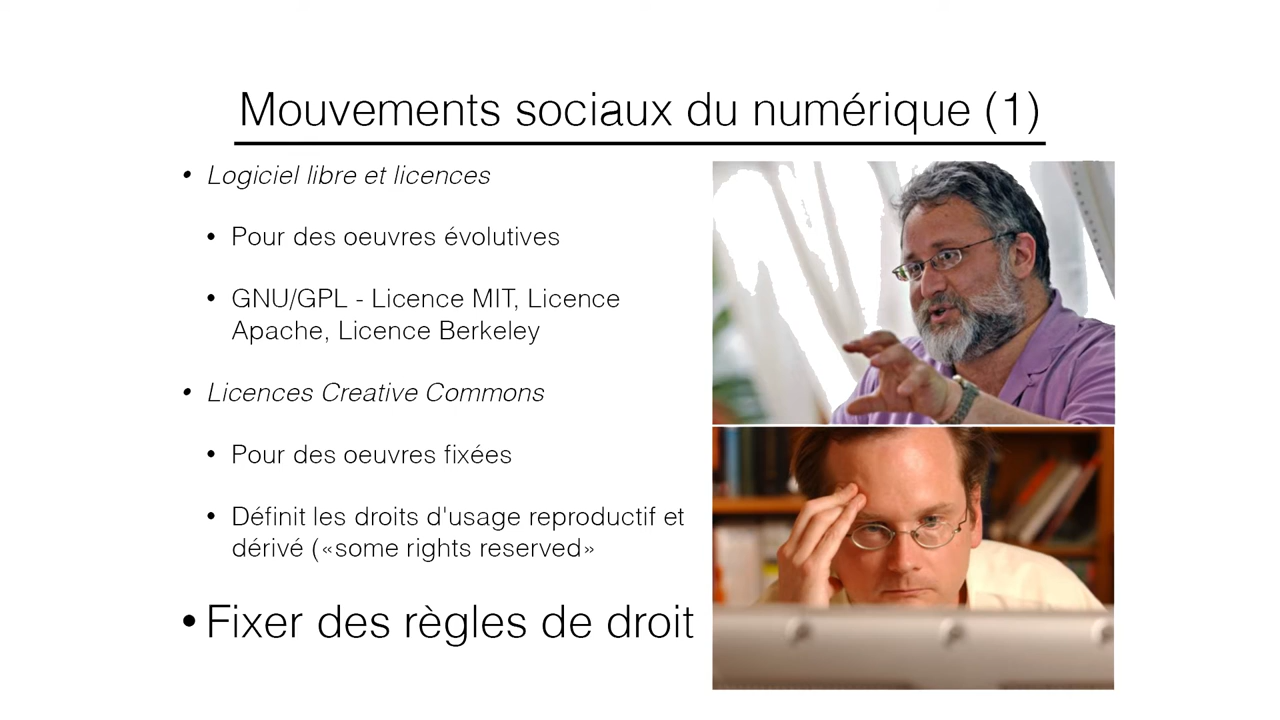 Mouvements sociaux du numérique (1)
• Logiciel libre et licences
• Pour des oeuvres évolutives
• GNU/GPL - Licence MIT, Licence
Apache, Licence Berkeley
• Licences Creative Commons
• Pour des oeuvres fixées
• Définit les droits d'usage reproductif et
dérivé («some rights reserved»
• Fixer des règles de droit